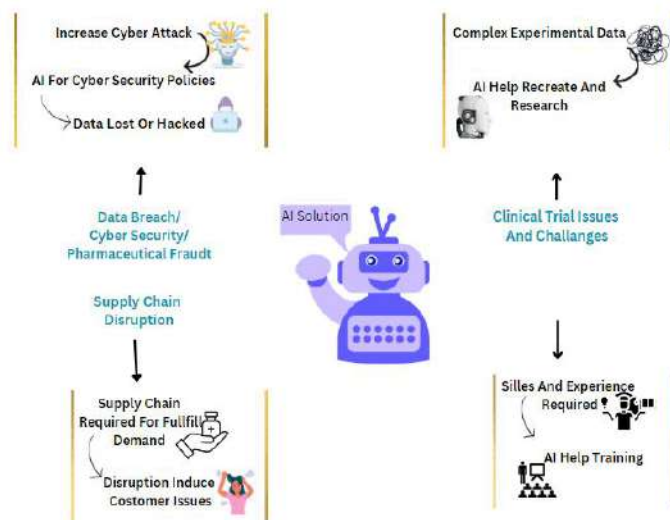 Increase Cyber Attack
AI For Cyber Security Policies
Data Lost Or Hacked
Data Breach/
Cyber Security/
Pharmaceutical Fraudt
Supply Chain
Disruption
Supply Chain
Required For Fullfill
Demand
Disruption Induce
Costomer Issues
AI Solution
Complex Experimental Data
AI Help Recreate And
Research
Clinical Trial Issues
And Challanges
Silles And Experience
Required
AI Help Training